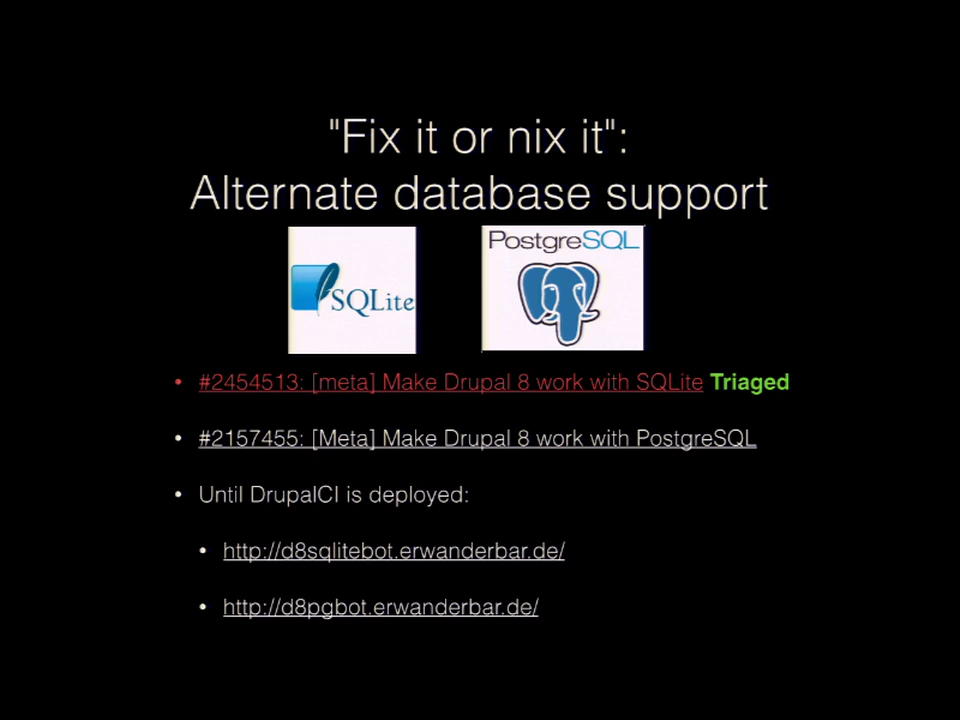 "Fix it or nix it":
Alternate database support
SQLite
PostgreSQL
• #2454513: [meta] Make Drupal 8 work with SQLite Triaged
• #2157455: [Meta] Make Drupal 8 work with PostgreSQL
• Until DrupalCI is deployed:
• http://d8sqlitebot.erwanderbar.de/
• http://d8pgbot.erwanderbar.de/